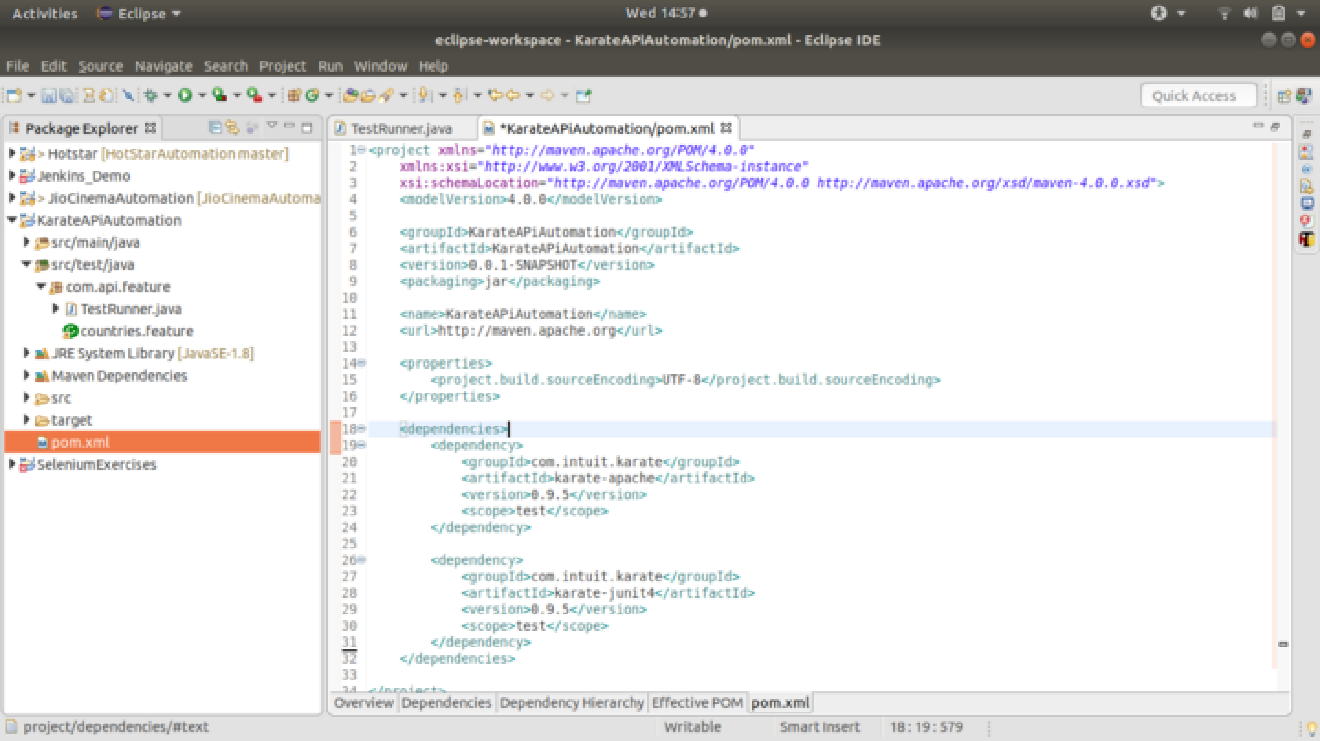 Activities Eclipse Wed 14:57
eclipse-workspace - KarateAPiAutomation/pom.xml - Eclipse IDE
File Edit Source Navigate Search Project Run Window Help
Quick Access
Package Explorer
> Hotstar [HotStarAutomation master]
Jenkins_Demo
> JioCinemaAutomation [JioCinemaAutoma
KarateAPiAutomation
src/main/java
src/test/java
com.api.feature
TestRunner.java
countries.feature
JRE System Library [JavaSE-1.8]
Maven Dependencies
src
target
pom.xml
SeleniumExercises
TestRunner.java *KarateAPiAutomation/pom.xml
1 <project xmlns="http://maven.apache.org/POM/4.0.0"
2 xmlns:xsi="http://www.w3.org/2001/XMLSchema-instance"
3 xsi:schemaLocation="http://maven.apache.org/POM/4.0.0 http://maven.apache.org/xsd/maven-4.0.0.xsd">
4 <modelVersion>4.0.0</modelVersion>
5
6 <groupId>KarateAPiAutomation</groupId>
7 <artifactId>KarateAPiAutomation</artifactId>
8 <version>0.0.1-SNAPSHOT</version>
9 <packaging>jar</packaging>
10
11 <name>KarateAPiAutomation</name>
12 <url>http://maven.apache.org</url>
13
14 <properties>
15 <project.build.sourceEncoding>UTF-8</project.build.sourceEncoding>
16 </properties>
17
18 <dependencies>
19 <dependency>
20 <groupId>com.intuit.karate</groupId>
21 <artifactId>karate-apache</artifactId>
22 <version>0.9.5</version>
23 <scope>test</scope>
24 </dependency>
25
26 <dependency>
27 <groupId>com.intuit.karate</groupId>
28 <artifactId>karate-junit4</artifactId>
29 <version>0.9.5</version>
30 <scope>test</scope>
31 </dependency>
32 </dependencies>
33
34 </project>
Overview Dependencies Dependency Hierarchy Effective POM pom.xml
project/dependencies/#text Writable Smart Insert 18 : 19 : 579